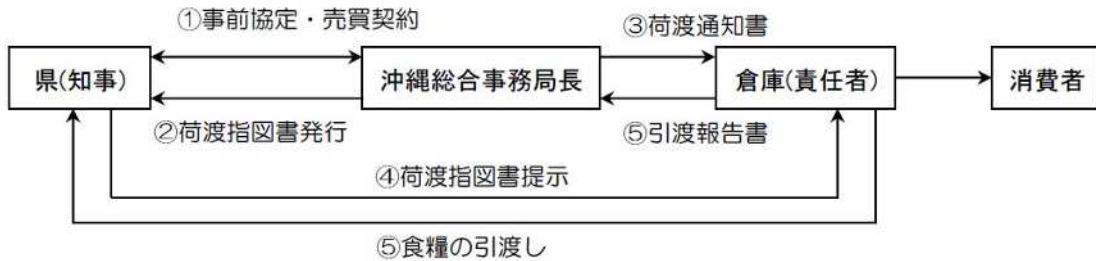 ①事前協定・売買契約
③荷渡通知書
県(知事)
沖縄総合事務局長
倉庫(責任者)
消費者
②荷渡指図書発行
⑤引渡報告書
④荷渡指図書提示
⑤食糧の引渡し